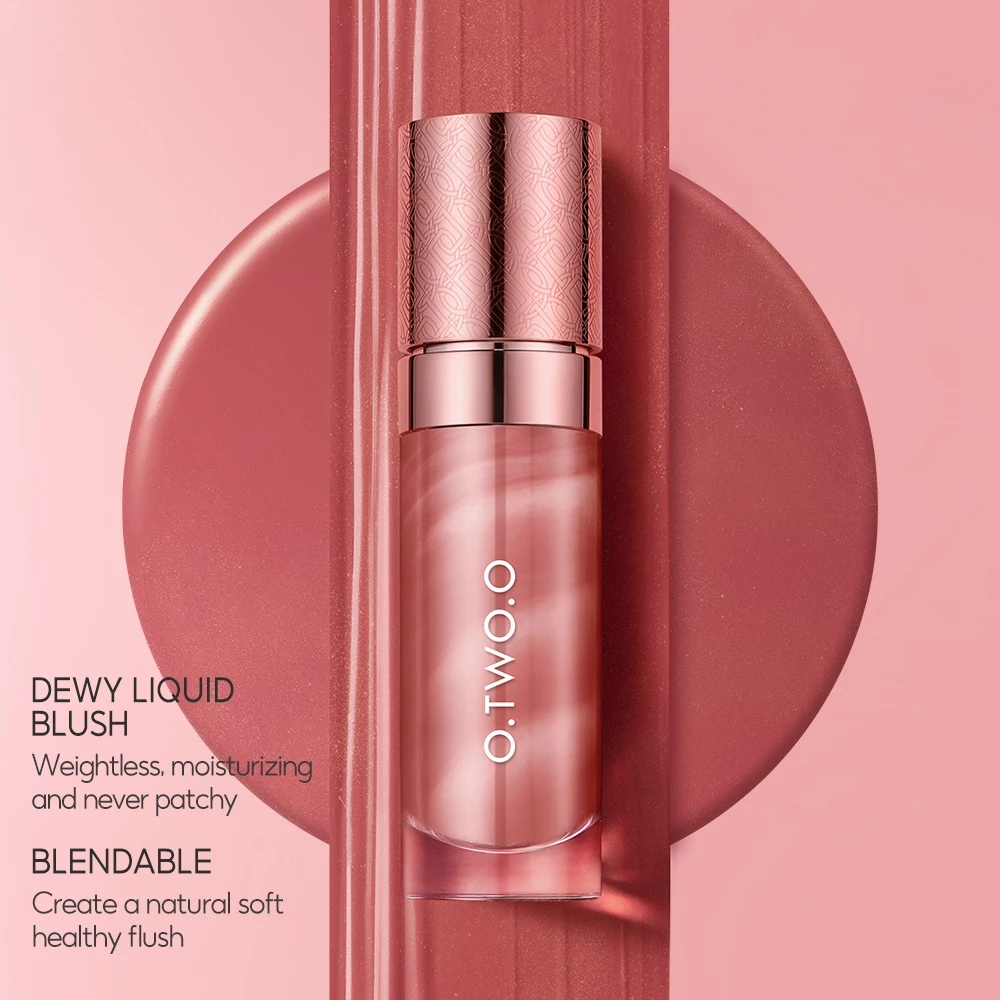 O.TWO.O
DEWY LIQUID
BLUSH
Weightless, moisturizing
and never patchy
BLENDABLE
Create a natural soft
healthy flush